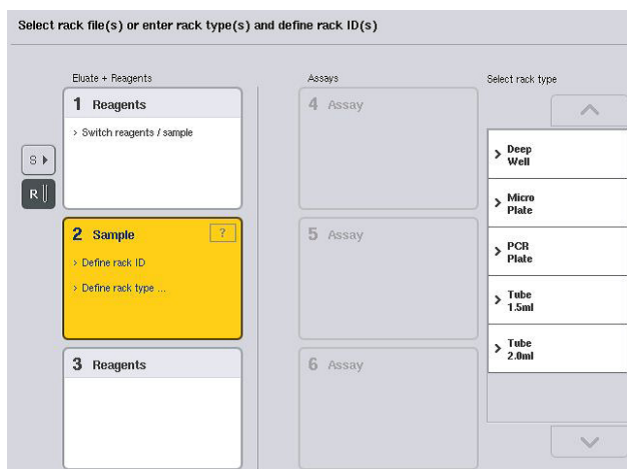 Select rack file(s) or enter rack type(s) and define rack ID(s)
Eluate + Reagents
Assays
Select rack type
1 Reagents
> Switch reagents / sample
S
R
2 Sample
?
> Define rack ID
> Define rack type ...
3 Reagents
4 Assay
5 Assay
6 Assay
> Deep
Well
> Micro
Plate
> PCR
Plate
> Tube
1.5ml
> Tube
2.0ml